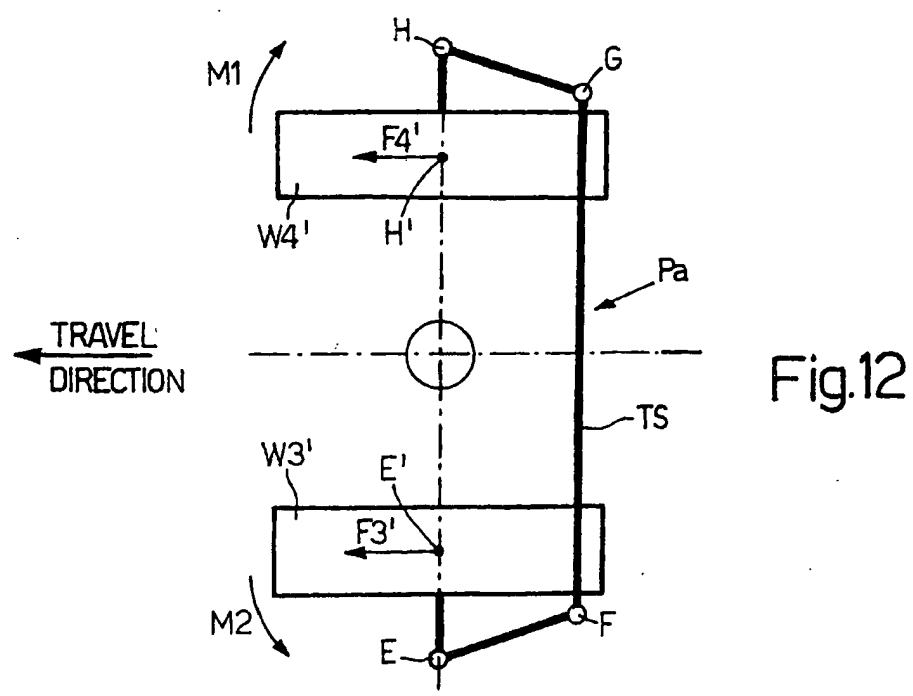 H
G
M1
F4'
W4'
H'
Pa
TRAVEL
DIRECTION
Fig.12
TS
W3'
E'
F3'
M2
E
F